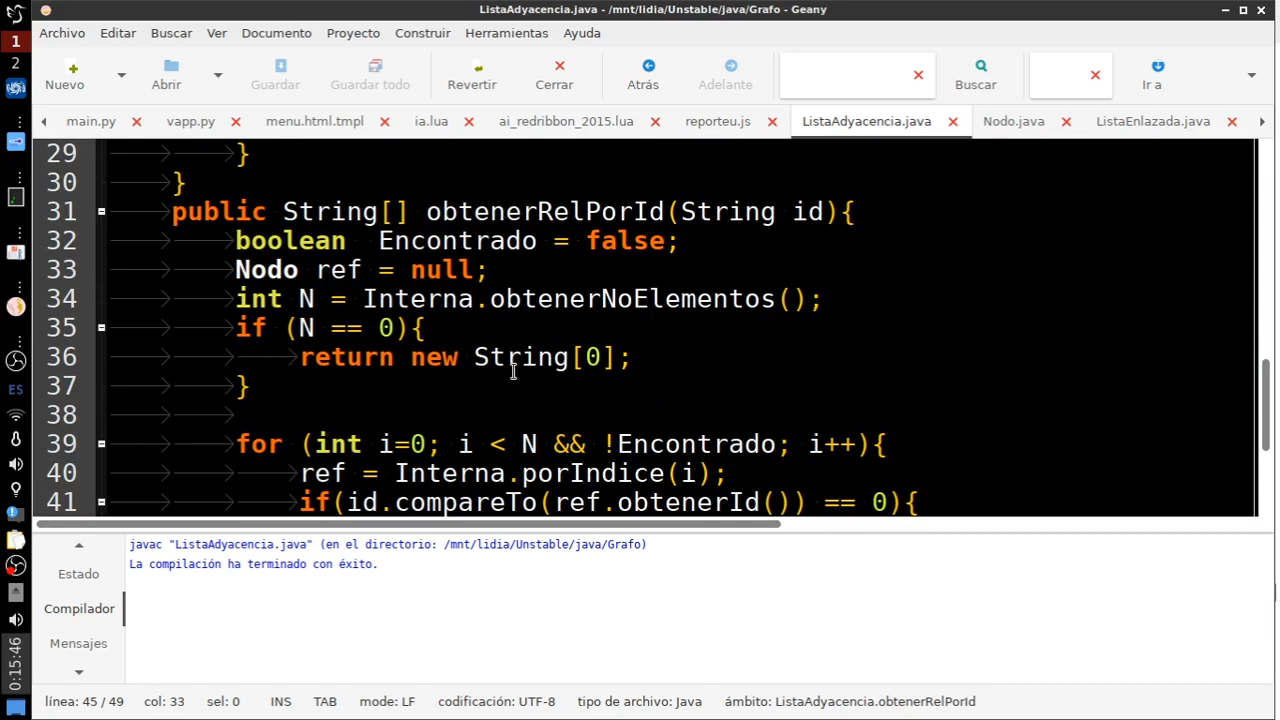 ListaAdyacencia.java - /mnt/lidia/Unstable/java/Grafo - Geany
1
2
Archivo Editar Buscar Ver Documento Proyecto Construir Herramientas Ayuda
Nuevo Abrir Guardar Guardar todo Revertir Cerrar Atrás Adelante Buscar Ir a
main.py vapp.py menu.html.tmpl ia.lua ai_redribbon_2015.lua reporteu.js ListaAdyacencia.java Nodo.java ListaEnlazada.java
29 }
30 }
31 public String[] obtenerRelPorId(String id){
32 boolean Encontrado = false;
33 Nodo ref = null;
34 int N = Interna.obtenerNoElementos();
35 if (N == 0){
36 return new String[0];
37 }
38
39 for (int i=0; i < N && !Encontrado; i++){
40 ref = Interna.porIndice(i);
41 if(id.compareTo(ref.obtenerId()) == 0){
ES
0:15:46
Estado
Compilador
Mensajes
javac "ListaAdyacencia.java" (en el directorio: /mnt/lidia/Unstable/java/Grafo)
La compilación ha terminado con éxito.
línea: 45 / 49 col: 33 sel: 0 INS TAB mode: LF codificación: UTF-8 tipo de archivo: Java ámbito: ListaAdyacencia.obtenerRelPorId